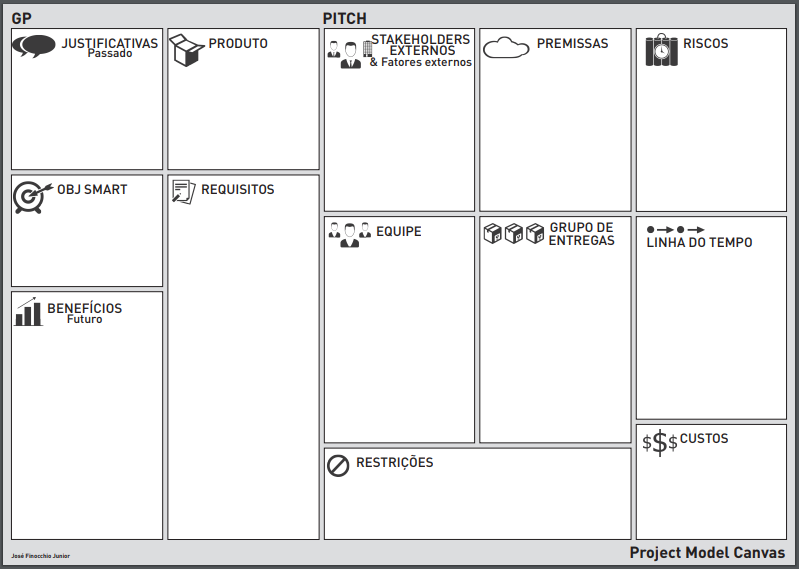 GP
PITCH
JUSTIFICATIVAS
Passado
PRODUTO
STAKEHOLDERS
EXTERNOS
& Fatores externos
PREMISSAS
RISCOS
OBJ SMART
REQUISITOS
EQUIPE
GRUPO DE
ENTREGAS
LINHA DO TEMPO
BENEFÍCIOS
Futuro
RESTRIÇÕES
$$$ CUSTOS
José Finocchio Junior
Project Model Canvas